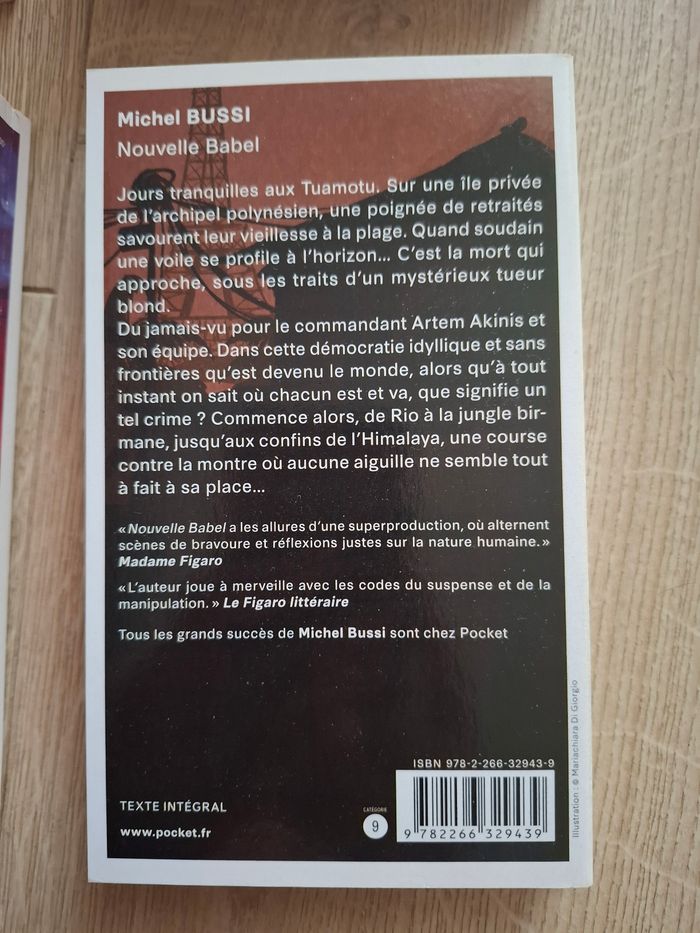 Michel BUSSI
Nouvelle Babel
Jours tranquilles aux Tuamotu. Sur une île privée
de l'archipel polynésien, une poignée de retraités
savourent leur vieillesse à la plage. Quand soudain
une voile se profile à l'horizon... C'est la mort qui
approche, sous les traits d'un mystérieux tueur
blond.
Du jamais-vu pour le commandant Artem Akinis et
son équipe. Dans cette démocratie idyllique et sans
frontières qu'est devenu le monde, alors qu'à tout
instant on sait où chacun est et va, que signifie un
tel crime ? Commence alors, de Rio à la jungle bir-
mane, jusqu'aux confins de l'Himalaya, une course
contre la montre où aucune aiguille ne semble tout
à fait à sa place...
« Nouvelle Babel a les allures d'une superproduction, où alternent
scènes de bravoure et réflexions justes sur la nature humaine. »
Madame Figaro
« L'auteur joue à merveille avec les codes du suspense et de la
manipulation. » Le Figaro littéraire
Tous les grands succès de Michel Bussi sont chez Pocket
Illustration : © Mariachiara Di Giorgio
ISBN 978-2-266-32943-9
TEXTE INTÉGRAL
www.pocket.fr
CATÉGORIE
9
9 782266 329439